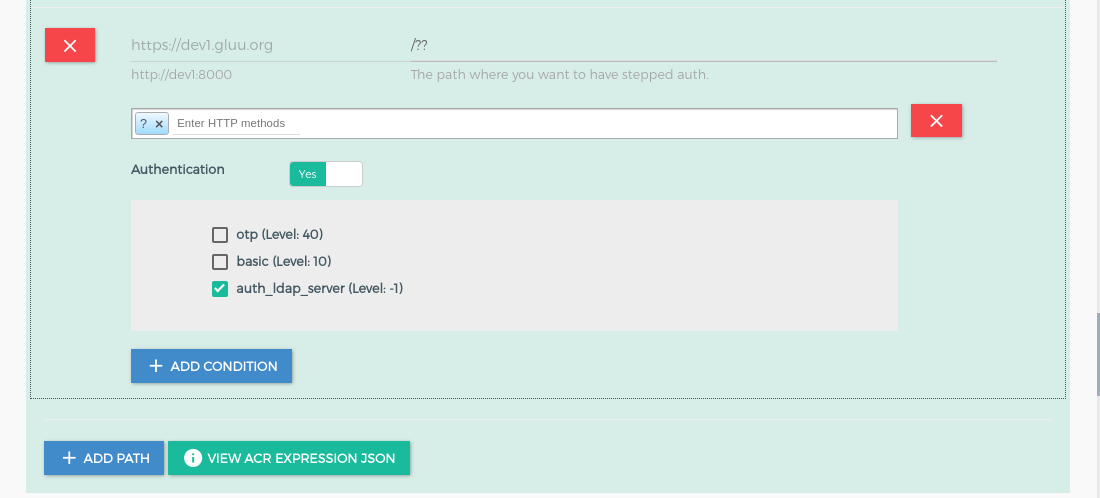 https://dev1.gluu.org /??
http://dev1:8000 The path where you want to have stepped auth.
? × Enter HTTP methods
Authentication Yes
otp (Level: 40)
basic (Level: 10)
auth_ldap_server (Level: -1)
ADD CONDITION
ADD PATH VIEW ACR EXPRESSION JSON